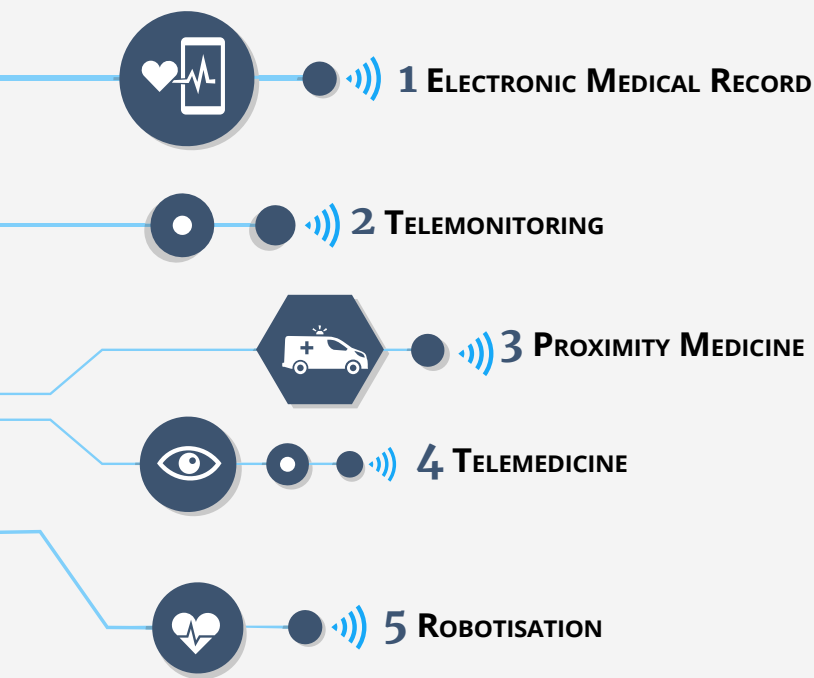 1 Electronic Medical Record
2 Telemonitoring
3 Proximity Medicine
4 Telemedicine
5 Robotisation